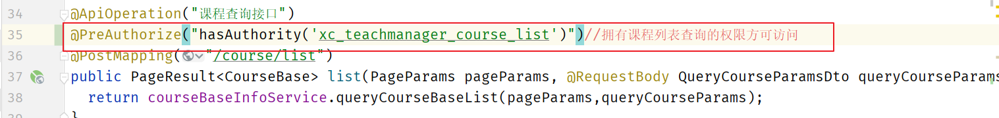 34 @ApiOperation("课程查询接口")
35 @PreAuthorize("hasAuthority('xc_teachmanager_course_list')")//拥有课程列表查询的权限方可访问
36 @PostMapping("/course/list")
37 public PageResult<CourseBase> list(PageParams pageParams, @RequestBody QueryCourseParamsDto queryCourseParams
38 return courseBaseInfoService.queryCourseBaseList(pageParams,queryCourseParams);